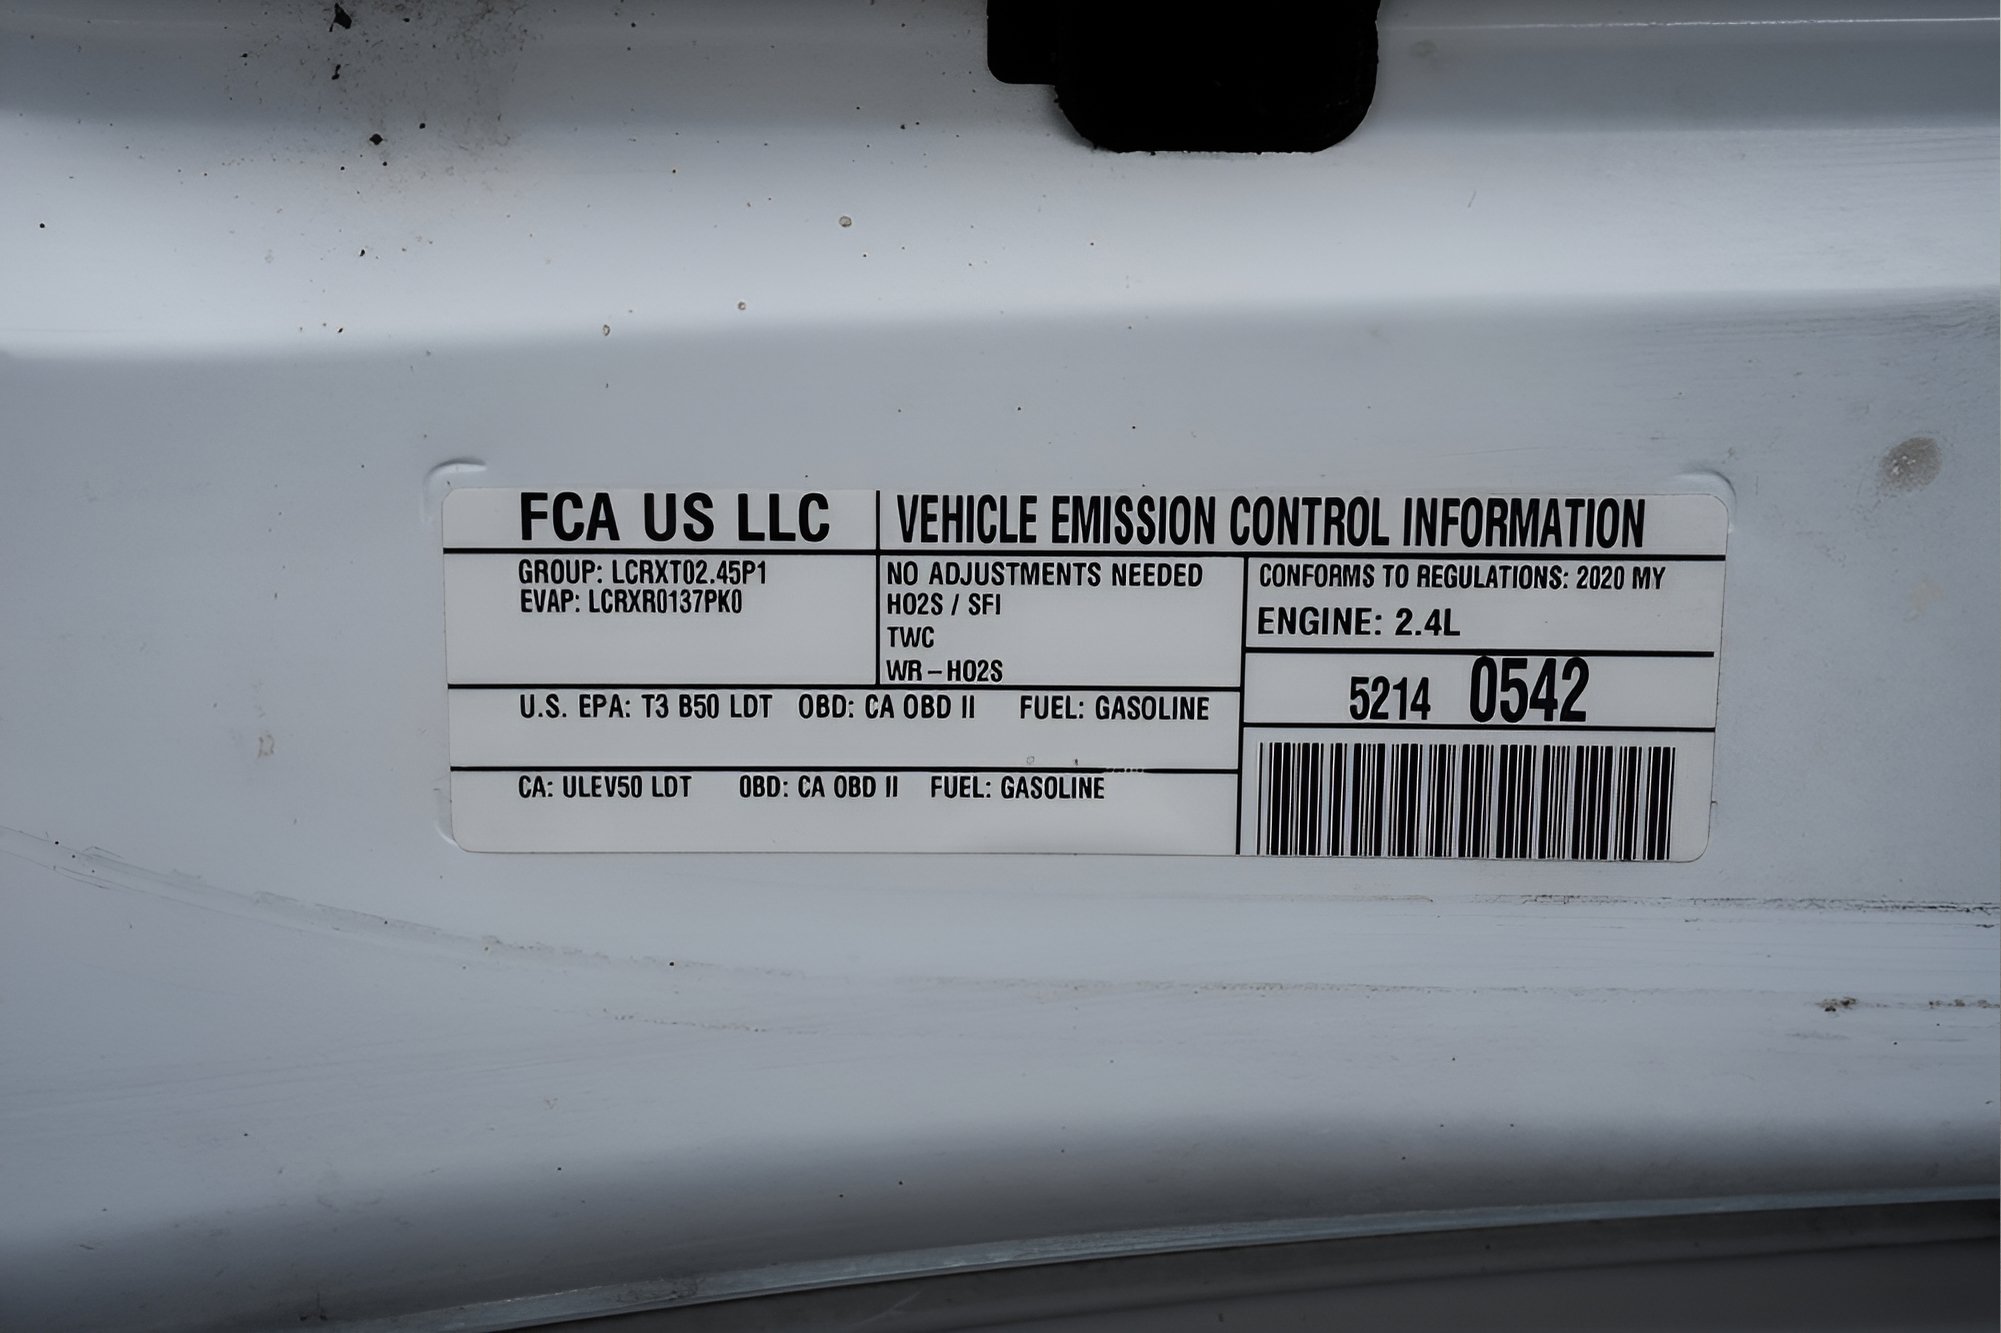 FCA US LLC
VEHICLE EMISSION CONTROL INFORMATION
GROUP: LCRXT02.45P1
EVAP: LCRXR0137PK0
NO ADJUSTMENTS NEEDED
HO2S / SFI
TWC
WR-HO2S
CONFORMS TO REGULATIONS: 2020 MY
ENGINE: 2.4L
5214 0542
U.S. EPA: T3 B50 LDT OBD: CA OBD II FUEL: GASOLINE
CA: ULEV50 LDT OBD: CA OBD II FUEL: GASOLINE